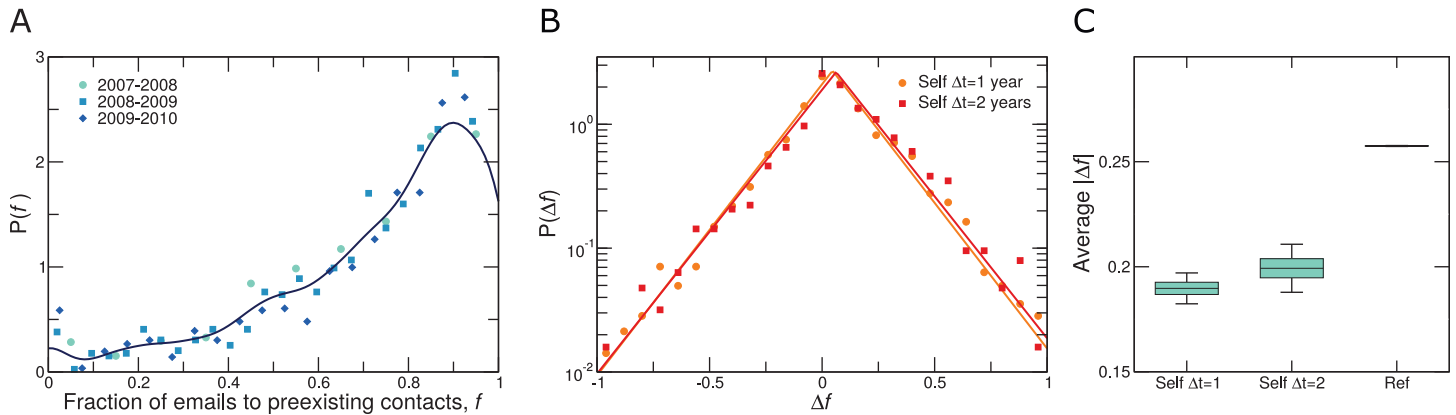 A
3
2
1
0
0
0.2
0.4
0.6
0.8
1
P(f)
Fraction of emails to preexisting contacts, f
2007-2008
2008-2009
2009-2010
B
10^0
10^-1
10^-2
-1
-0.5
0
0.5
1
P(Δf)
Δf
Self Δt=1 year
Self Δt=2 years
C
0.25
0.2
0.15
Average |Δf|
Self Δt=1
Self Δt=2
Ref